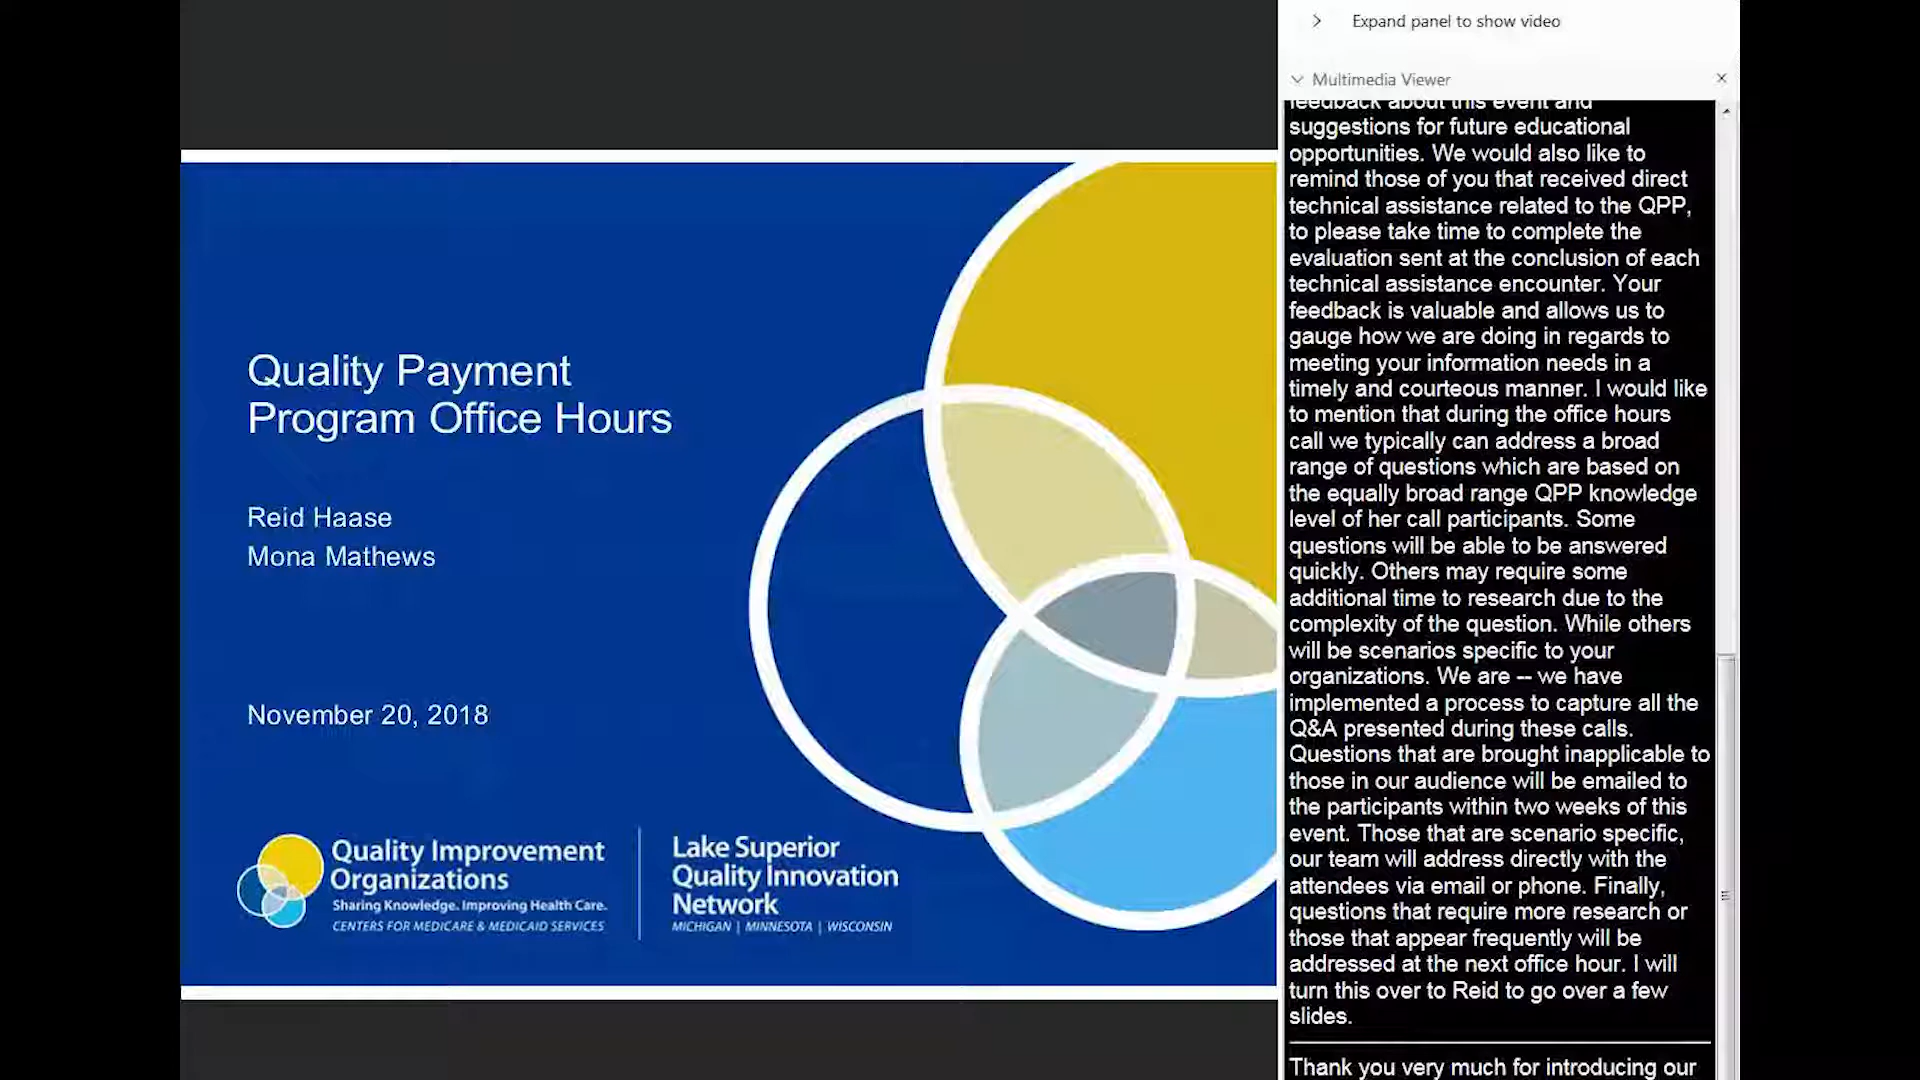 Quality Payment
Program Office Hours
Reid Haase
Mona Mathews
November 20, 2018
Quality Improvement
Organizations
Sharing Knowledge. Improving Health Care.
CENTERS FOR MEDICARE & MEDICAID SERVICES
Lake Superior
Quality Innovation
Network
MICHIGAN | MINNESOTA | WISCONSIN
Expand panel to show video
Multimedia Viewer
feedback about this event and
suggestions for future educational
opportunities. We would also like to
remind those of you that received direct
technical assistance related to the QPP,
to please take time to complete the
evaluation sent at the conclusion of each
technical assistance encounter. Your
feedback is valuable and allows us to
gauge how we are doing in regards to
meeting your information needs in a
timely and courteous manner. I would like
to mention that during the office hours
call we typically can address a broad
range of questions which are based on
the equally broad range QPP knowledge
level of her call participants. Some
questions will be able to be answered
quickly. Others may require some
additional time to research due to the
complexity of the question. While others
will be scenarios specific to your
organizations. We are -- we have
implemented a process to capture all the
Q&A presented during these calls.
Questions that are brought inapplicable to
those in our audience will be emailed to
the participants within two weeks of this
event. Those that are scenario specific,
our team will address directly with the
attendees via email or phone. Finally,
questions that require more research or
those that appear frequently will be
addressed at the next office hour. I will
turn this over to Reid to go over a few
slides.
Thank you very much for introducing our